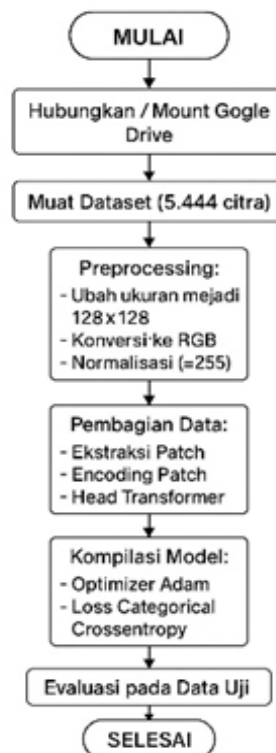 MULAI
Hubungkan / Mount Gogle
Drive
Muat Dataset (5.444 citra)
Preprocessing:
- Ubah ukuran mejadi
128x128
- Konversi·ke RGB
- Normalisasi (=255)
Pembagian Data:
- Ekstraksi Patch
- Encoding Patch
- Head Transformer
Kompilasi Model:
- Optimizer Adam
- Loss Categorical
Crossentropy
Evaluasi pada Data Uji
SELESAI